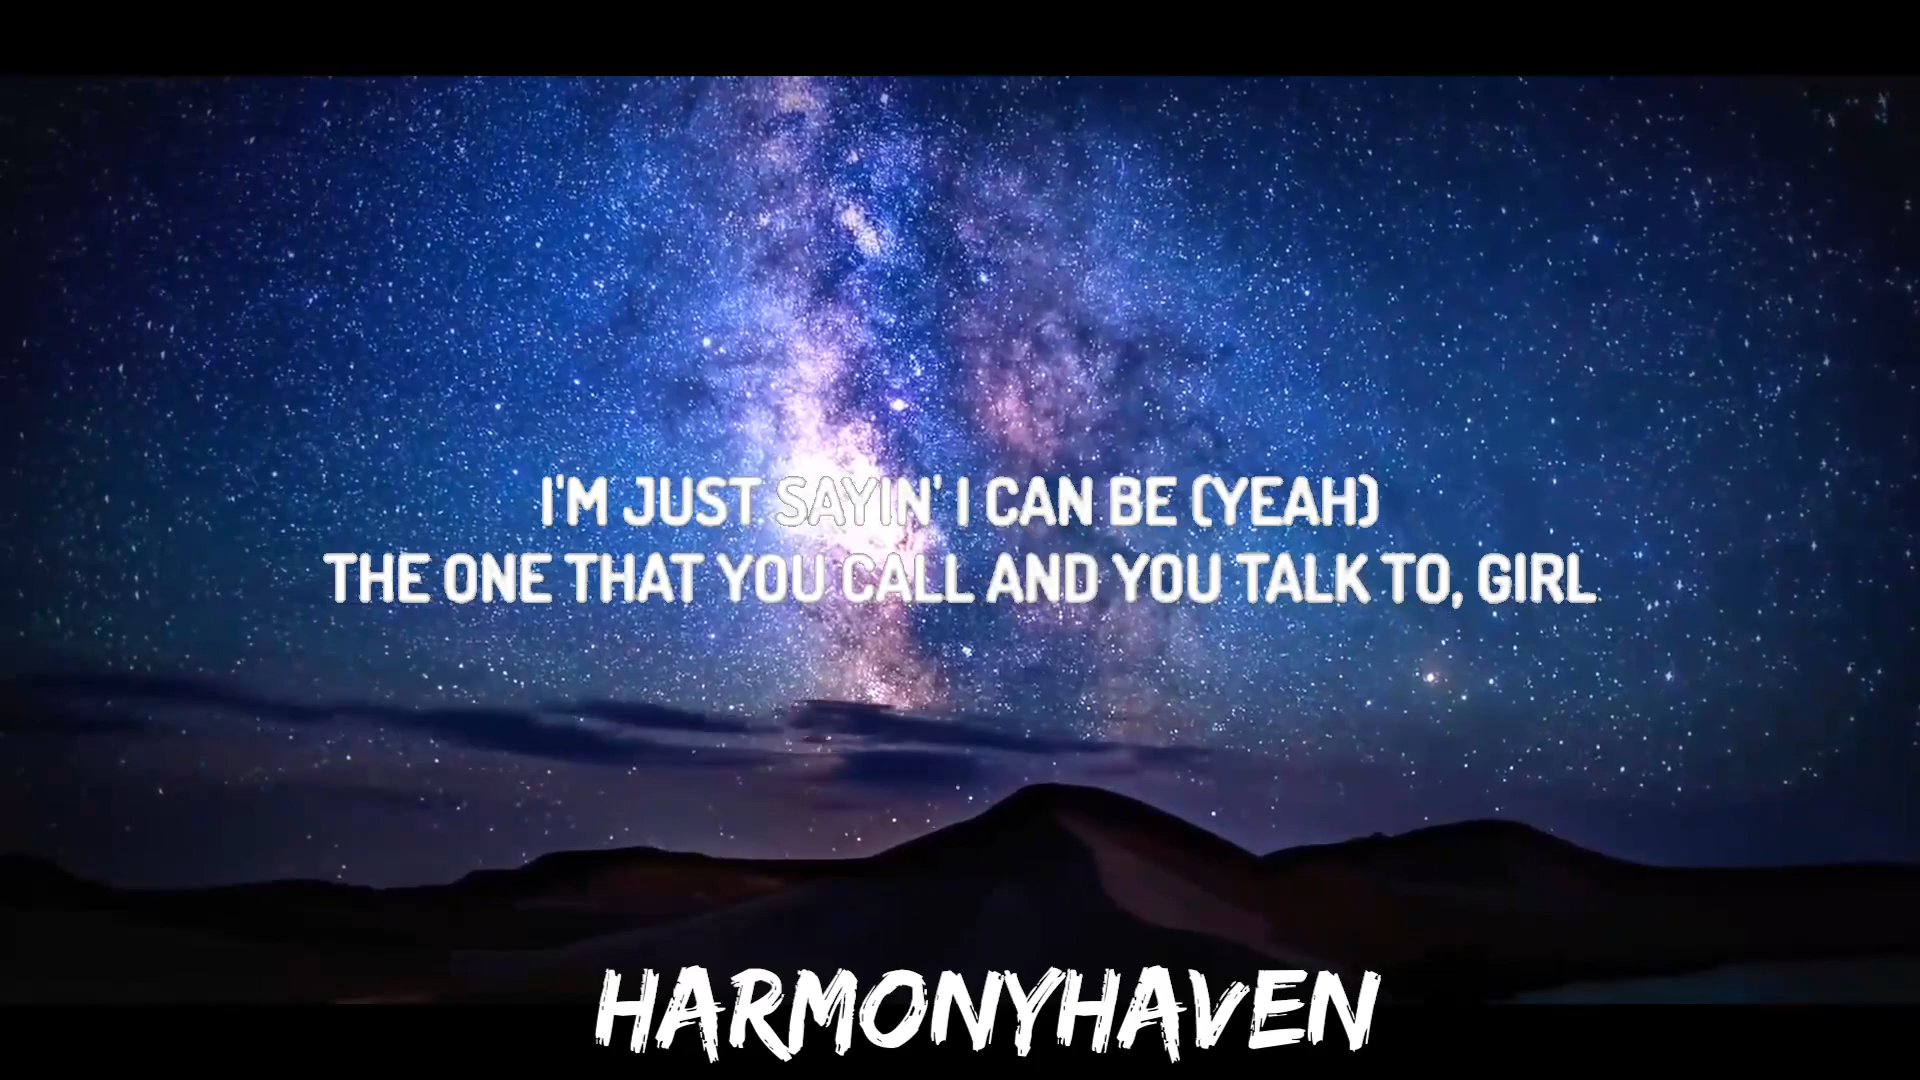 I'M JUST SAYIN' I CAN BE (YEAH)
THE ONE THAT YOU CALL AND YOU TALK TO, GIRL
HARMONYHAVEN